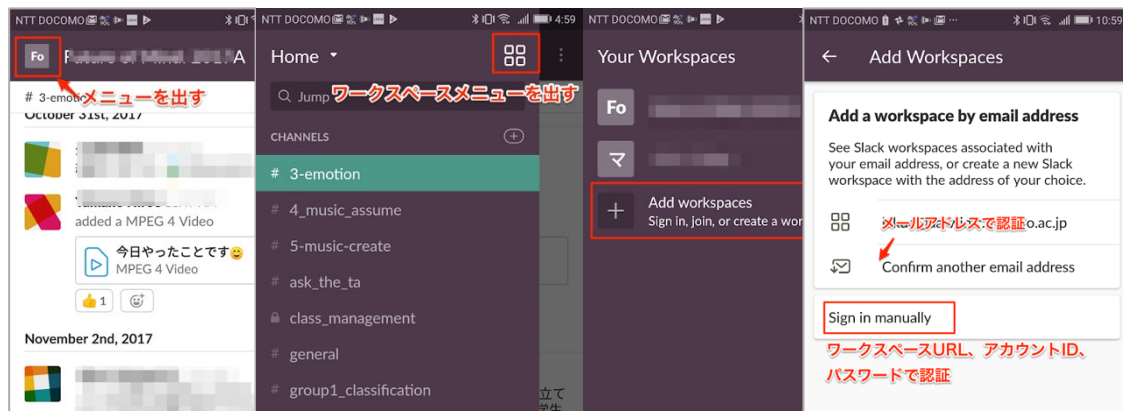 NTT DOCOMO
Fo
A
メニューを出す
# 3-emotion
October 31st, 2017
added a MPEG 4 Video
今日やったことです😄
MPEG 4 Video
👍 1
November 2nd, 2017
NTT DOCOMO
4:59
Home
Jump
ワークスペースメニューを出す
CHANNELS
# 3-emotion
# 4_music_assume
# 5-music-create
# ask_the_ta
class_management
# general
# group1_classification
立て
NTT DOCOMO
Your Workspaces
Fo
マ
+ Add workspaces
Sign in, join, or create a wor
NTT DOCOMO
10:59
← Add Workspaces
Add a workspace by email address
See Slack workspaces associated with
your email address, or create a new Slack
workspace with the address of your choice.
メールアドレスで認証
o.ac.jp
Confirm another email address
Sign in manually
ワークスペースURL、アカウントID、
パスワードで認証